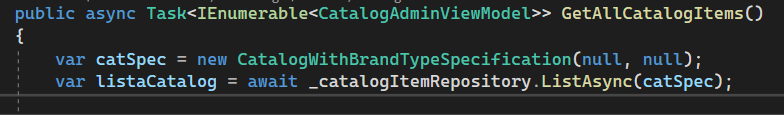 public async Task<IEnumerable<CatalogAdminViewModel>> GetAllCatalogItems()
{
var catSpec = new CatalogWithBrandTypeSpecification(null, null);
var listaCatalog = await _catalogItemRepository.ListAsync(catSpec);